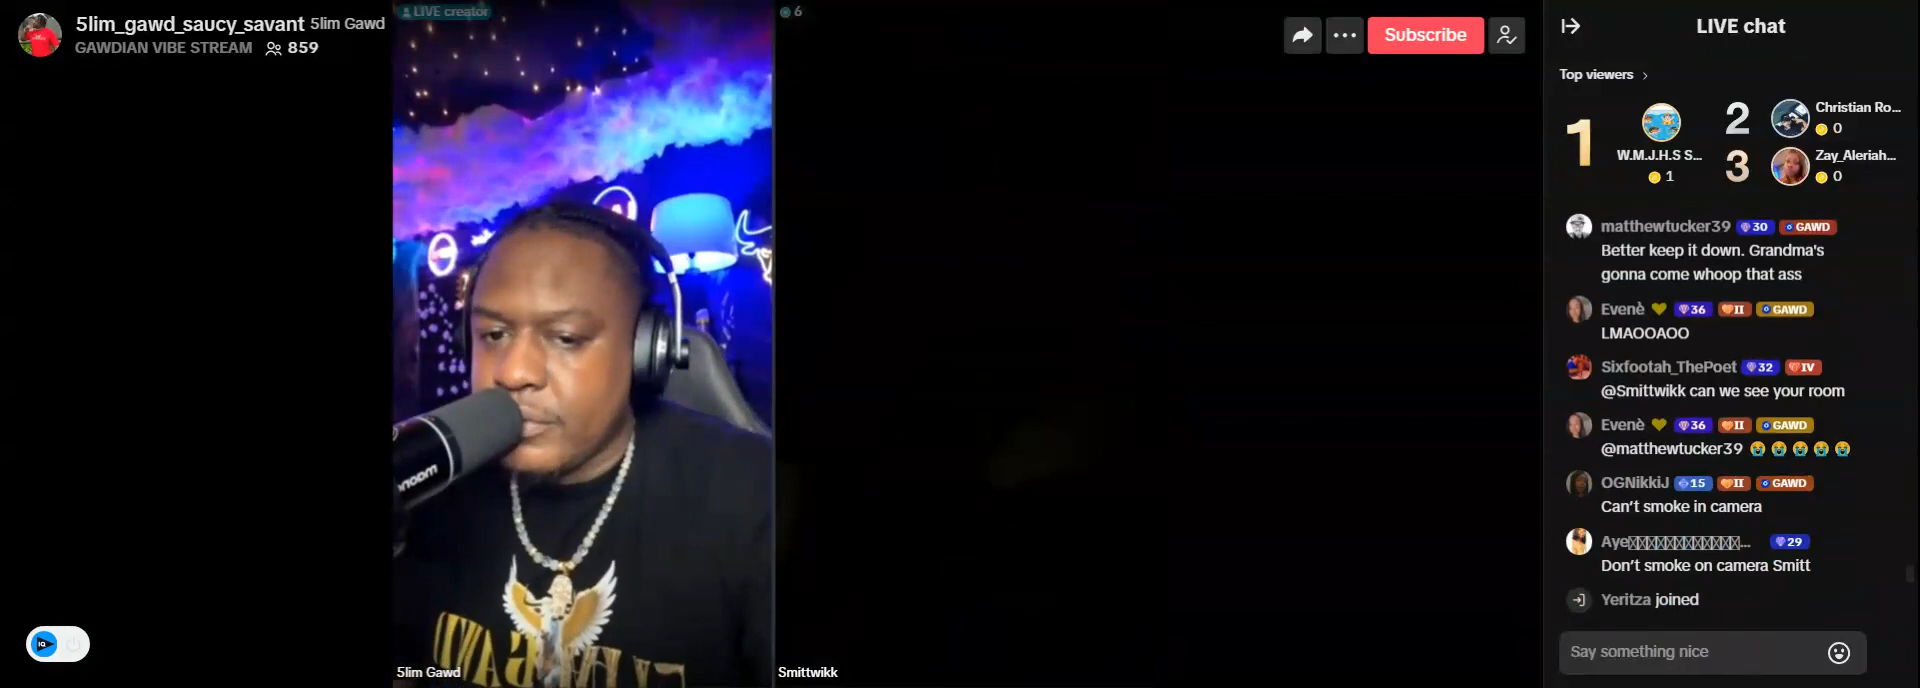 5lim_gawd_saucy_savant 5lim Gawd
GAWDIAN VIBE STREAM 859
LIVE creator
6
Subscribe
5lim Gawd
Smittwikk
LIVE chat
Top viewers
1
W.M.J.H.S S...
1
2
Christian Ro...
0
3
Zay_Aleriah...
0
matthewtucker39 30 GAWD
Better keep it down. Grandma's
gonna come whoop that ass
Evenè 36 II GAWD
LMAOOAOO
Sixfootah_ThePoet 32 IV
@Smittwikk can we see your room
Evenè 36 II GAWD
@matthewtucker39 😭😭😭😭😭
OGNikkiJ 15 II GAWD
Can't smoke in camera
Aye... 29
Don't smoke on camera Smitt
Yeritza joined
Say something nice